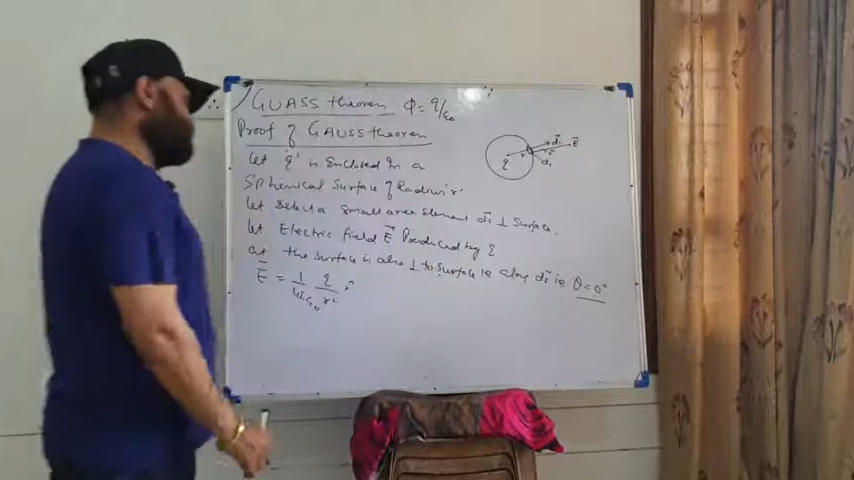 GUASS theorem φ = q/ε₀
Proof of GAUSS theorem
Let 'q' is Enclosed in a
Spherical Surface of Radius 'r'
Let Select a small area Element ds ⊥ Surface.
Let Electric field E Produced by q
at the Surface is also ⊥ to Surface ie along ds ie θ = 0°
E = 1/4πε₀ q/r² r̂
q r ds r̂ E
ds